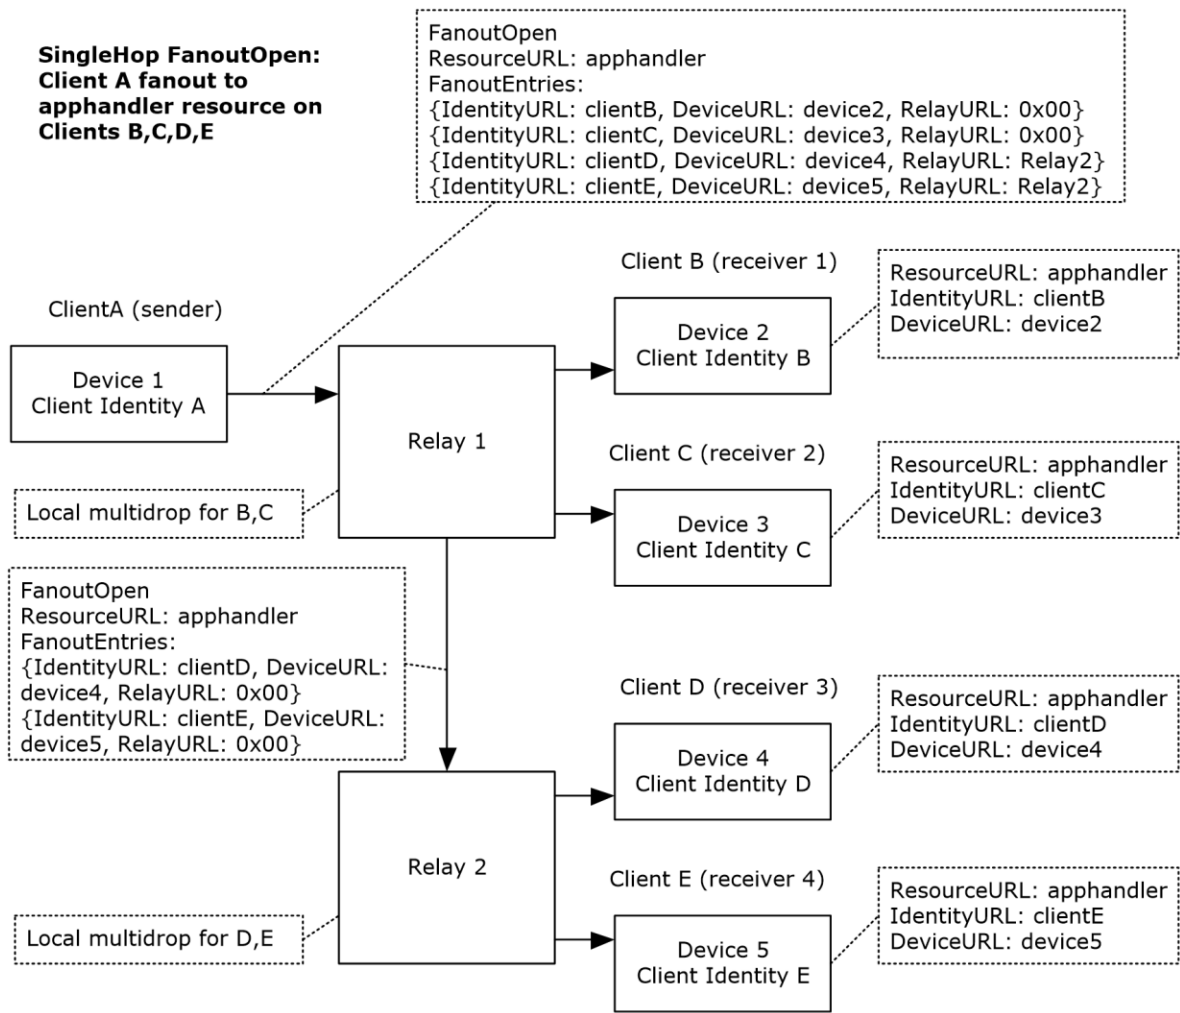 SingleHop FanoutOpen:
Client A fanout to
apphandler resource on
Clients B,C,D,E
FanoutOpen
ResourceURL: apphandler
FanoutEntries:
{IdentityURL: clientB, DeviceURL: device2, RelayURL: 0x00}
{IdentityURL: clientC, DeviceURL: device3, RelayURL: 0x00}
{IdentityURL: clientD, DeviceURL: device4, RelayURL: Relay2}
{IdentityURL: clientE, DeviceURL: device5, RelayURL: Relay2}
ClientA (sender)
Device 1
Client Identity A
Relay 1
Client B (receiver 1)
Device 2
Client Identity B
ResourceURL: apphandler
IdentityURL: clientB
DeviceURL: device2
Local multidrop for B,C
Client C (receiver 2)
Device 3
Client Identity C
ResourceURL: apphandler
IdentityURL: clientC
DeviceURL: device3
FanoutOpen
ResourceURL: apphandler
FanoutEntries:
{IdentityURL: clientD, DeviceURL:
device4, RelayURL: 0x00}
{IdentityURL: clientE, DeviceURL:
device5, RelayURL: 0x00}
Client D (receiver 3)
Device 4
Client Identity D
ResourceURL: apphandler
IdentityURL: clientD
DeviceURL: device4
Relay 2
Local multidrop for D,E
Client E (receiver 4)
Device 5
Client Identity E
ResourceURL: apphandler
IdentityURL: clientE
DeviceURL: device5